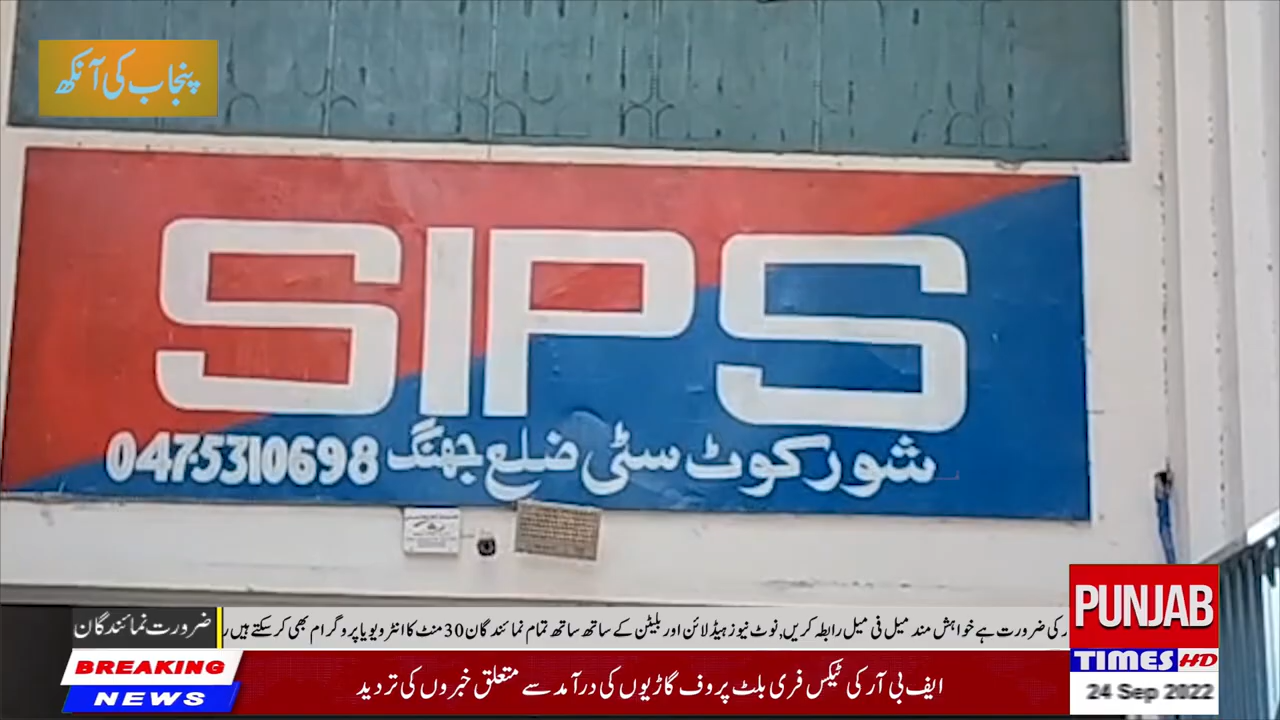 پنجاب کی آنکھ
SIPS
شورکوٹ سٹی ضلع جھنگ 0475310698
ضرورت نمائندگان
ر کی ضرورت ہے خواہش مند میل فی میل رابطہ کریں, نوٹ نیوز ہیڈلائن اور بلیٹن کے ساتھ ساتھ تمام نمائندگان 30 منٹ کا انٹرویو یا پروگرام بھی کر سکتے ہیں ر
BREAKING
NEWS
ایف بی آر کی ٹیکس فری بلٹ پروف گاڑیوں کی درآمد سے متعلق خبروں کی تردید
PUNJAB
TIMES HD
24 Sep 2022